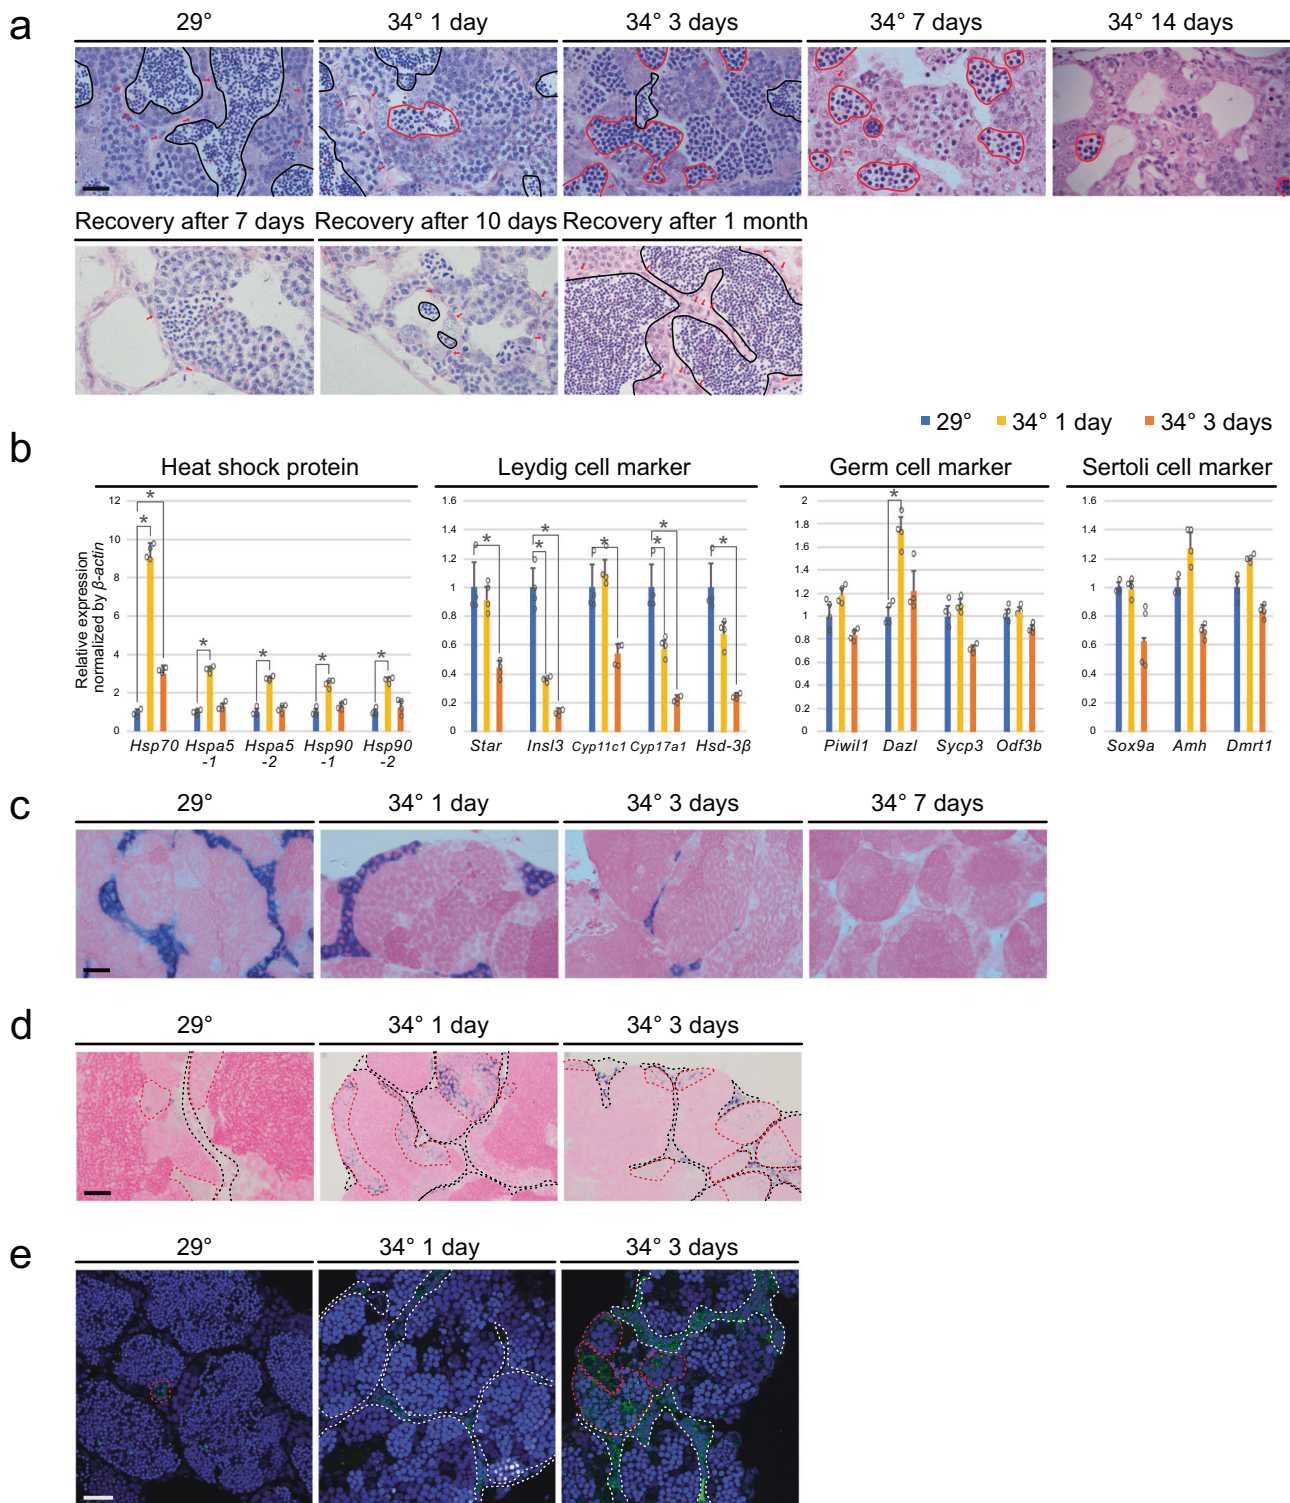 a
29°
34° 1 day
34° 3 days
34° 7 days
34° 14 days
Recovery after 7 days
Recovery after 10 days
Recovery after 1 month
29°
34° 1 day
34° 3 days
b
Heat shock protein
Leydig cell marker
Germ cell marker
Sertoli cell marker
Relative expression
normalized by β-actin
12
10
8
6
4
2
0
* * * * * *
Hsp70
Hspa5
-1
Hspa5
-2
Hsp90
-1
Hsp90
-2
1.6
1.4
1.2
1
0.8
0.6
0.4
0.2
0
* * * * * * *
Star
Insl3
Cyp11c1
Cyp17a1
Hsd-3β
2
1.8
1.6
1.4
1.2
1
0.8
0.6
0.4
0.2
0
*
Piwil1
Dazl
Sycp3
Odf3b
1.6
1.4
1.2
1
0.8
0.6
0.4
0.2
0
Sox9a
Amh
Dmrt1
c
29°
34° 1 day
34° 3 days
34° 7 days
d
29°
34° 1 day
34° 3 days
e
29°
34° 1 day
34° 3 days